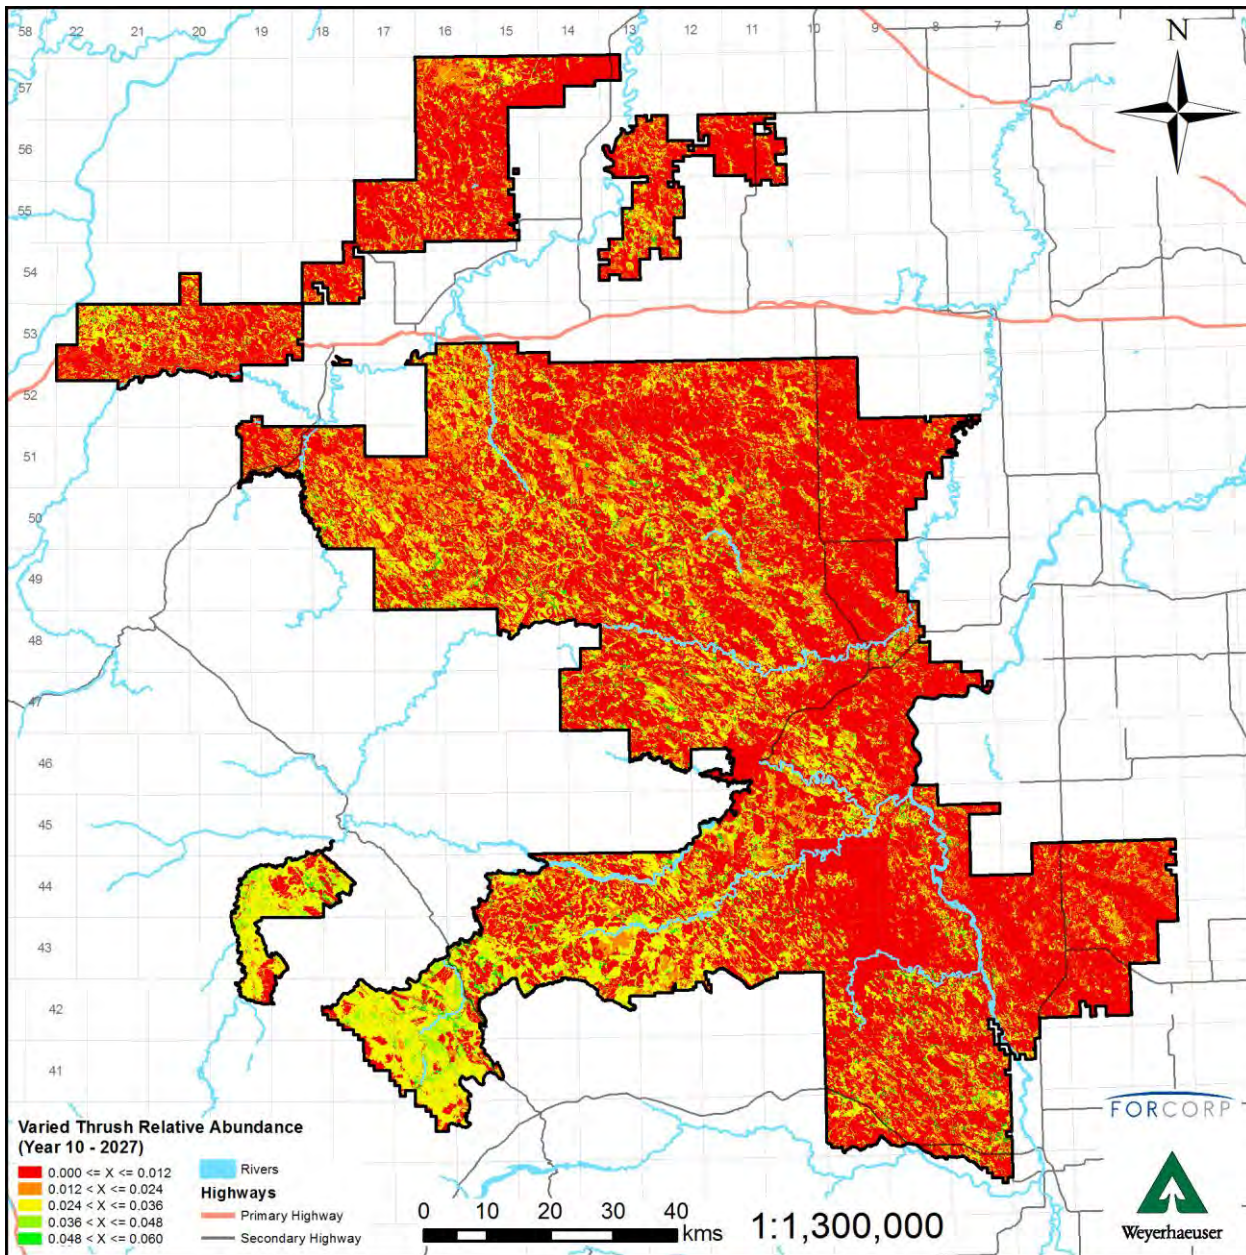 58 22 21 20 19 18 17 16 15 14 13 12 11 10 9 8 7 6
N
57
56
55
54
53
52
51
50
49
48
47
46
45
44
43
42
41
FORCORP
Varied Thrush Relative Abundance
(Year 10 - 2027)
0.000 <= X <= 0.012
0.012 < X <= 0.024
0.024 < X <= 0.036
0.036 < X <= 0.048
0.048 < X <= 0.060
Rivers
Highways
Primary Highway
Secondary Highway
0 10 20 30 40
kms
1:1,300,000
Weyerhaeuser